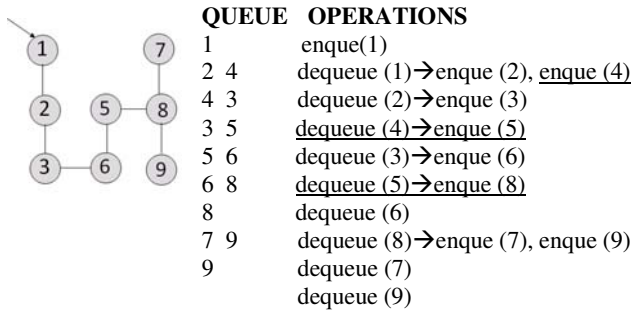 QUEUE OPERATIONS
1 enque(1)
2 4 dequeue (1)→enque (2), enque (4)
4 3 dequeue (2)→enque (3)
3 5 dequeue (4)→enque (5)
5 6 dequeue (3)→enque (6)
6 8 dequeue (5)→enque (8)
8 dequeue (6)
7 9 dequeue (8)→enque (7), enque (9)
9 dequeue (7)
dequeue (9)
1 7
2 5 8
3 6 9